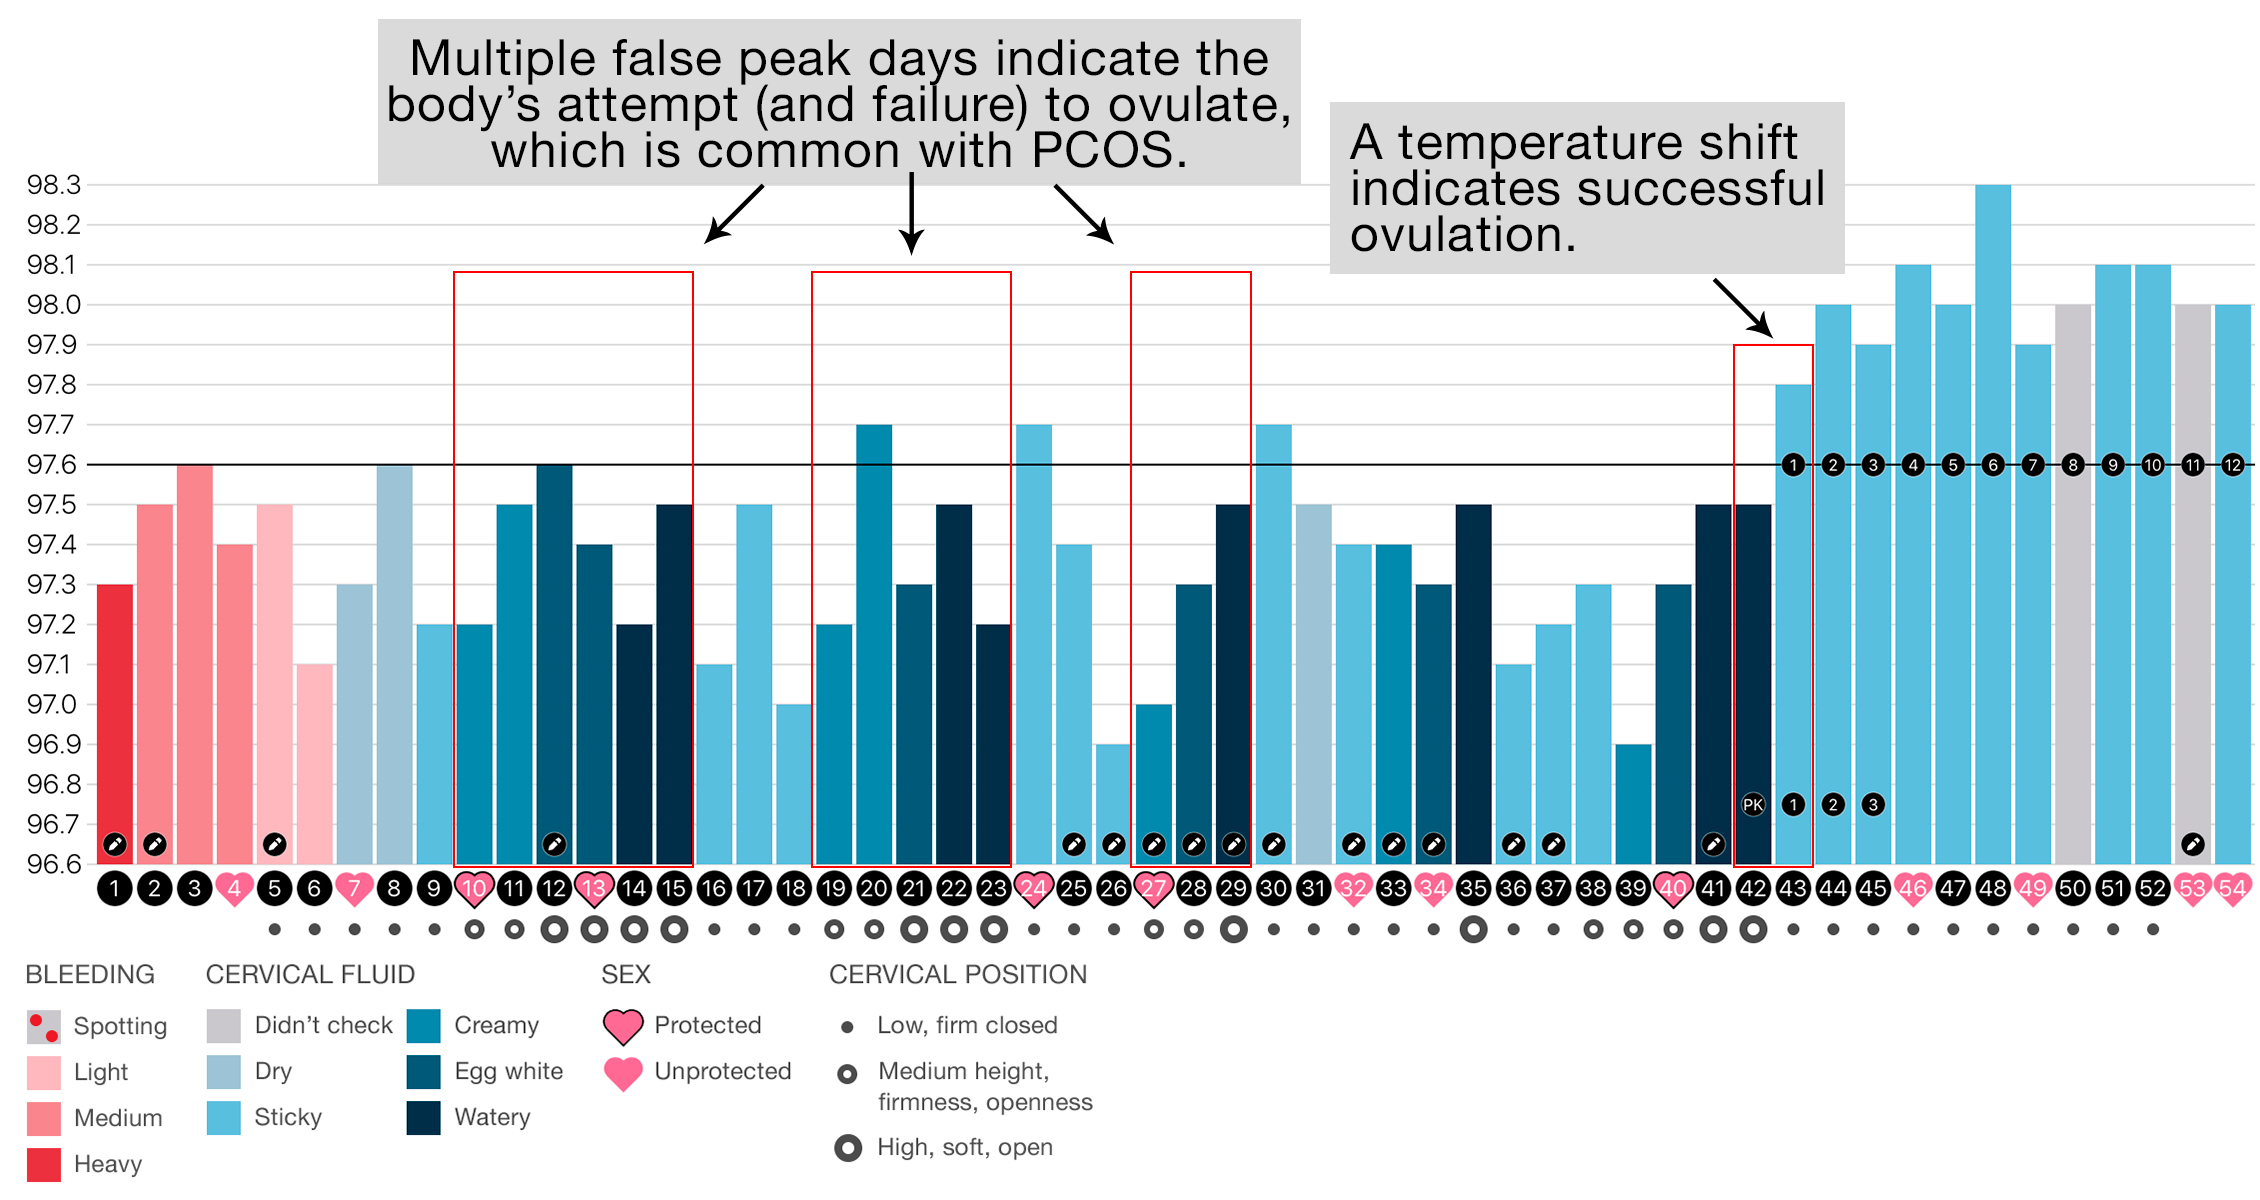 Multiple false peak days indicate the
body's attempt (and failure) to ovulate,
which is common with PCOS.
A temperature shift
indicates successful
ovulation.
98.3
98.2
98.1
98.0
97.9
97.8
97.7
97.6
97.5
97.4
97.3
97.2
97.1
97.0
96.9
96.8
96.7
96.6
1 2 3 4 5 6 7 8 9 10 11 12
PK 1 2 3
1 2 3 4 5 6 7 8 9 10 11 12 13 14 15 16 17 18 19 20 21 22 23 24 25 26 27 28 29 30 31 32 33 34 35 36 37 38 39 40 41 42 43 44 45 46 47 48 49 50 51 52 53 54
BLEEDING
Spotting
Light
Medium
Heavy
CERVICAL FLUID
Didn't check
Dry
Sticky
Creamy
Egg white
Watery
SEX
Protected
Unprotected
CERVICAL POSITION
Low, firm closed
Medium height,
firmness, openness
High, soft, open